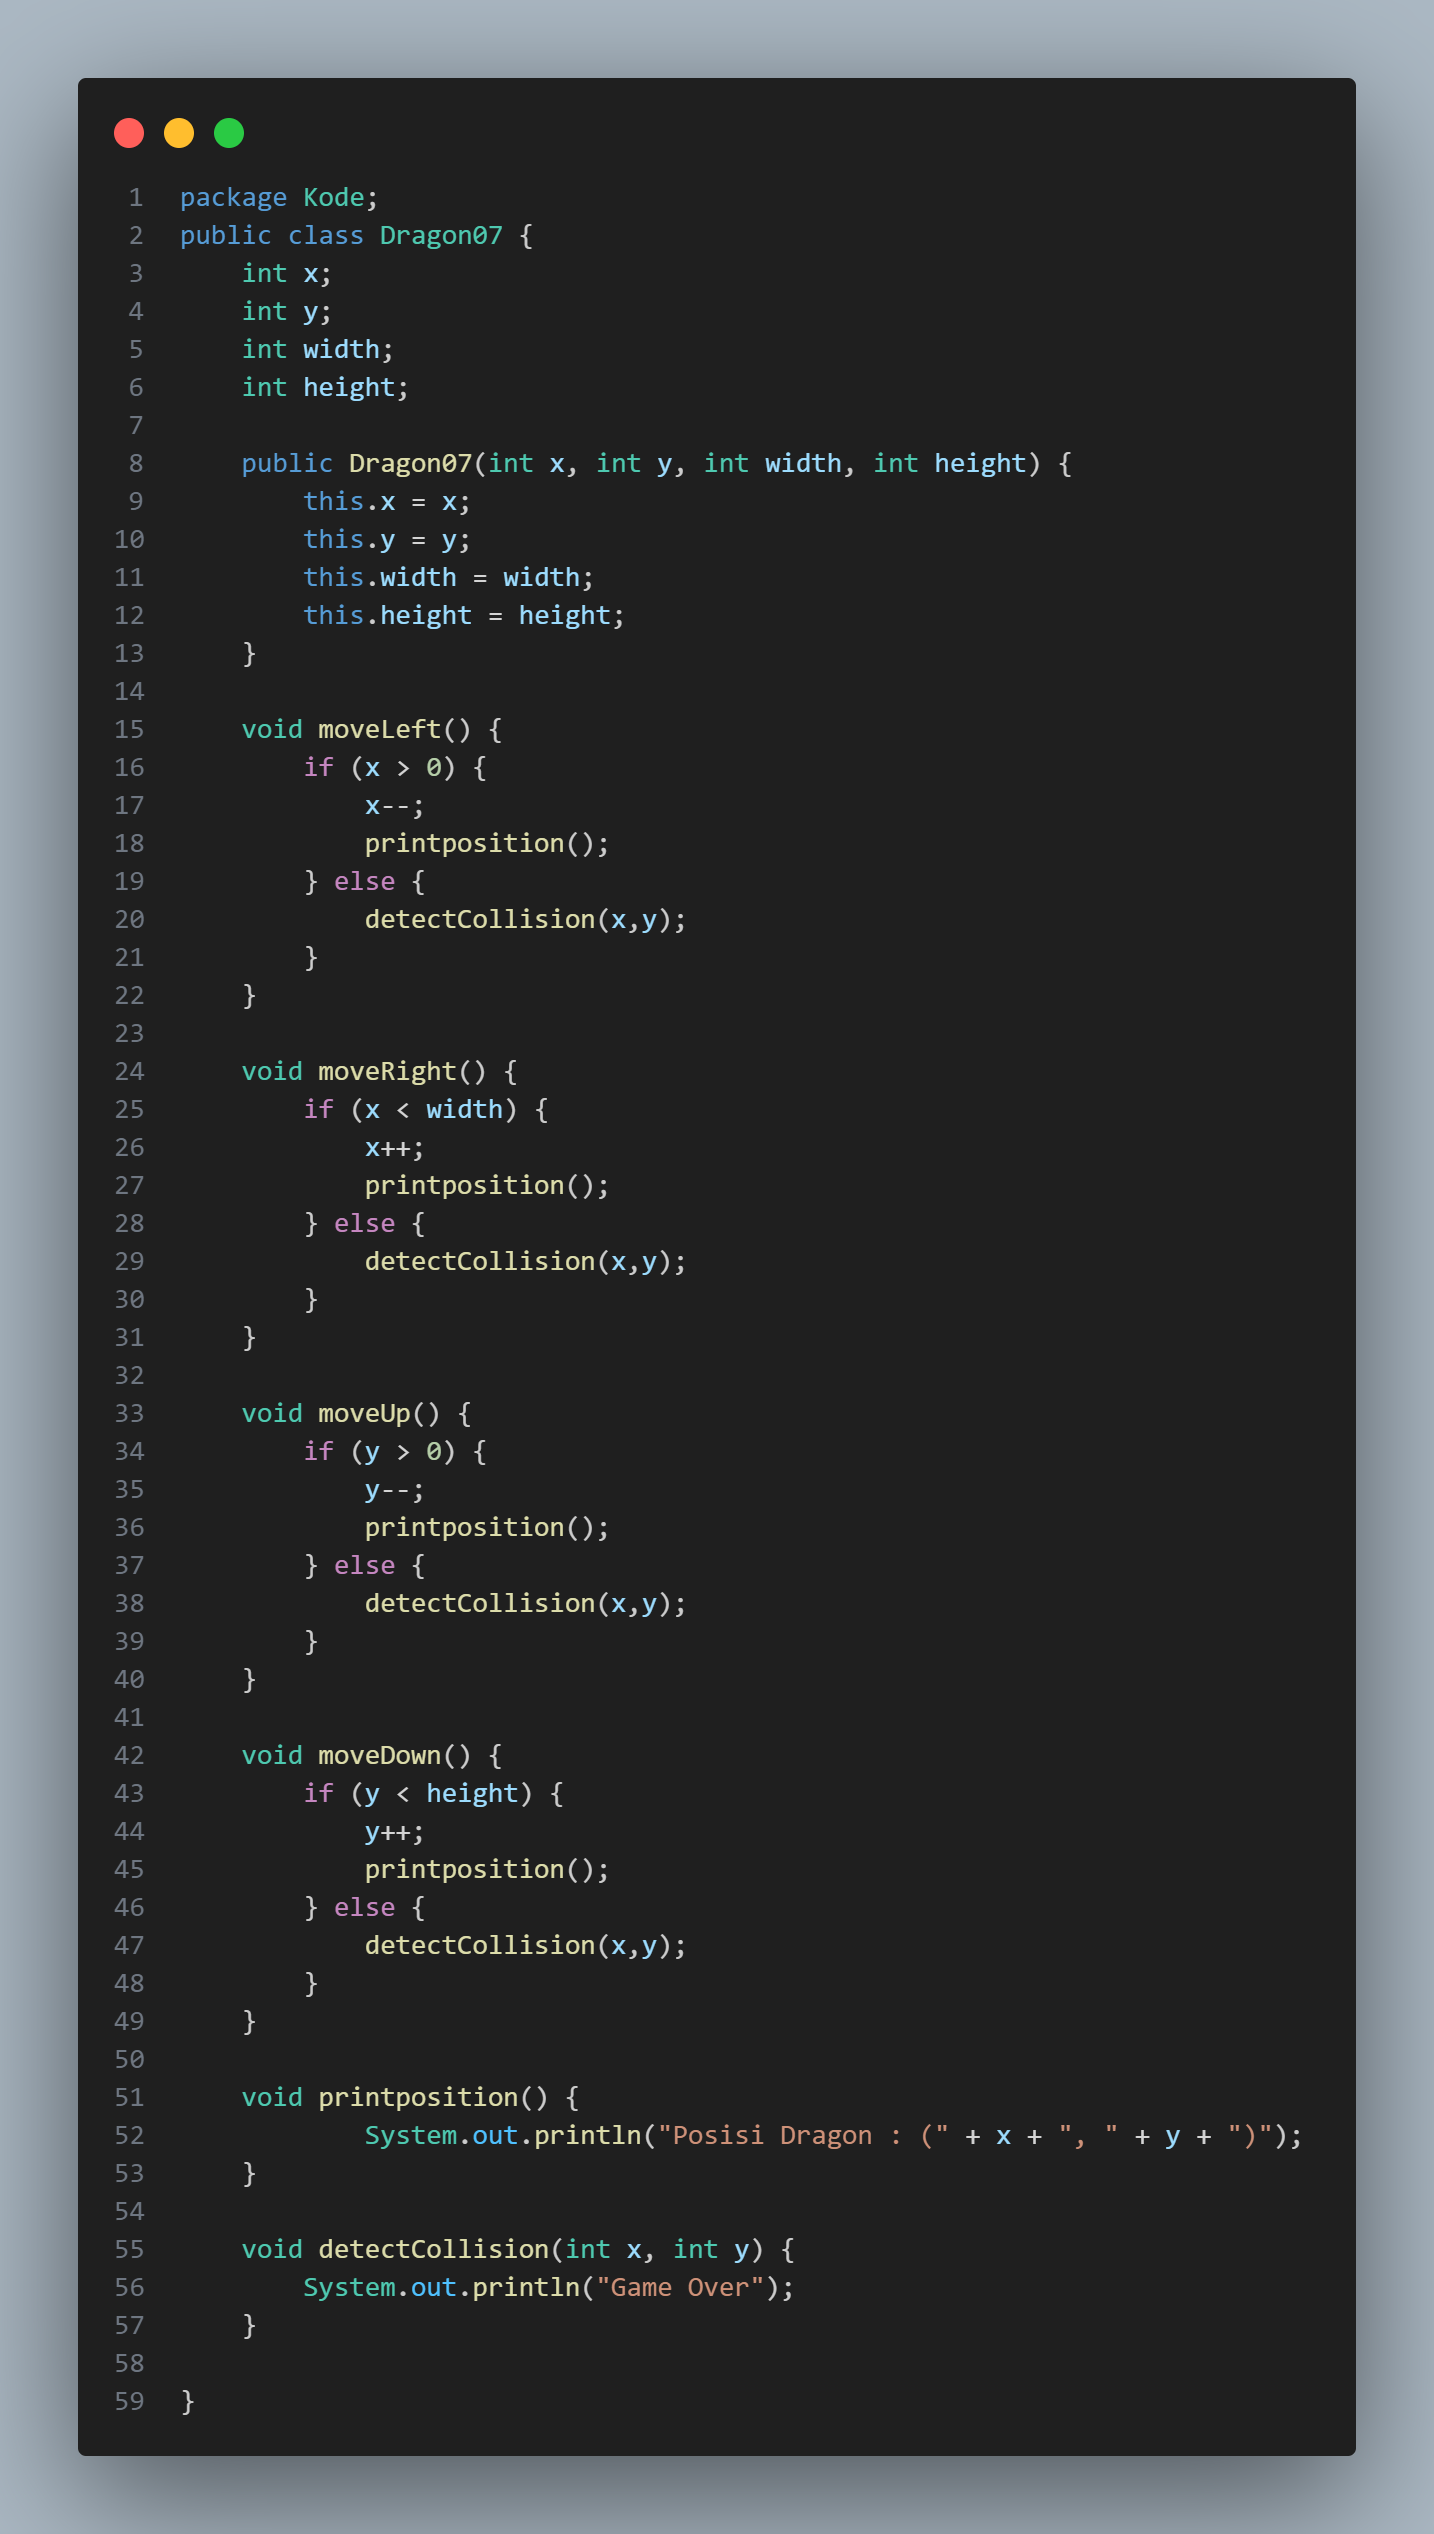 1 package Kode;
2 public class Dragon07 {
3     int x;
4     int y;
5     int width;
6     int height;
7
8     public Dragon07(int x, int y, int width, int height) {
9         this.x = x;
10         this.y = y;
11         this.width = width;
12         this.height = height;
13     }
14
15     void moveLeft() {
16         if (x > 0) {
17             x--;
18             printposition();
19         } else {
20             detectCollision(x,y);
21         }
22     }
23
24     void moveRight() {
25         if (x < width) {
26             x++;
27             printposition();
28         } else {
29             detectCollision(x,y);
30         }
31     }
32
33     void moveUp() {
34         if (y > 0) {
35             y--;
36             printposition();
37         } else {
38             detectCollision(x,y);
39         }
40     }
41
42     void moveDown() {
43         if (y < height) {
44             y++;
45             printposition();
46         } else {
47             detectCollision(x,y);
48         }
49     }
50
51     void printposition() {
52             System.out.println("Posisi Dragon : (" + x + ", " + y + ")");
53     }
54
55     void detectCollision(int x, int y) {
56         System.out.println("Game Over");
57     }
58
59 }